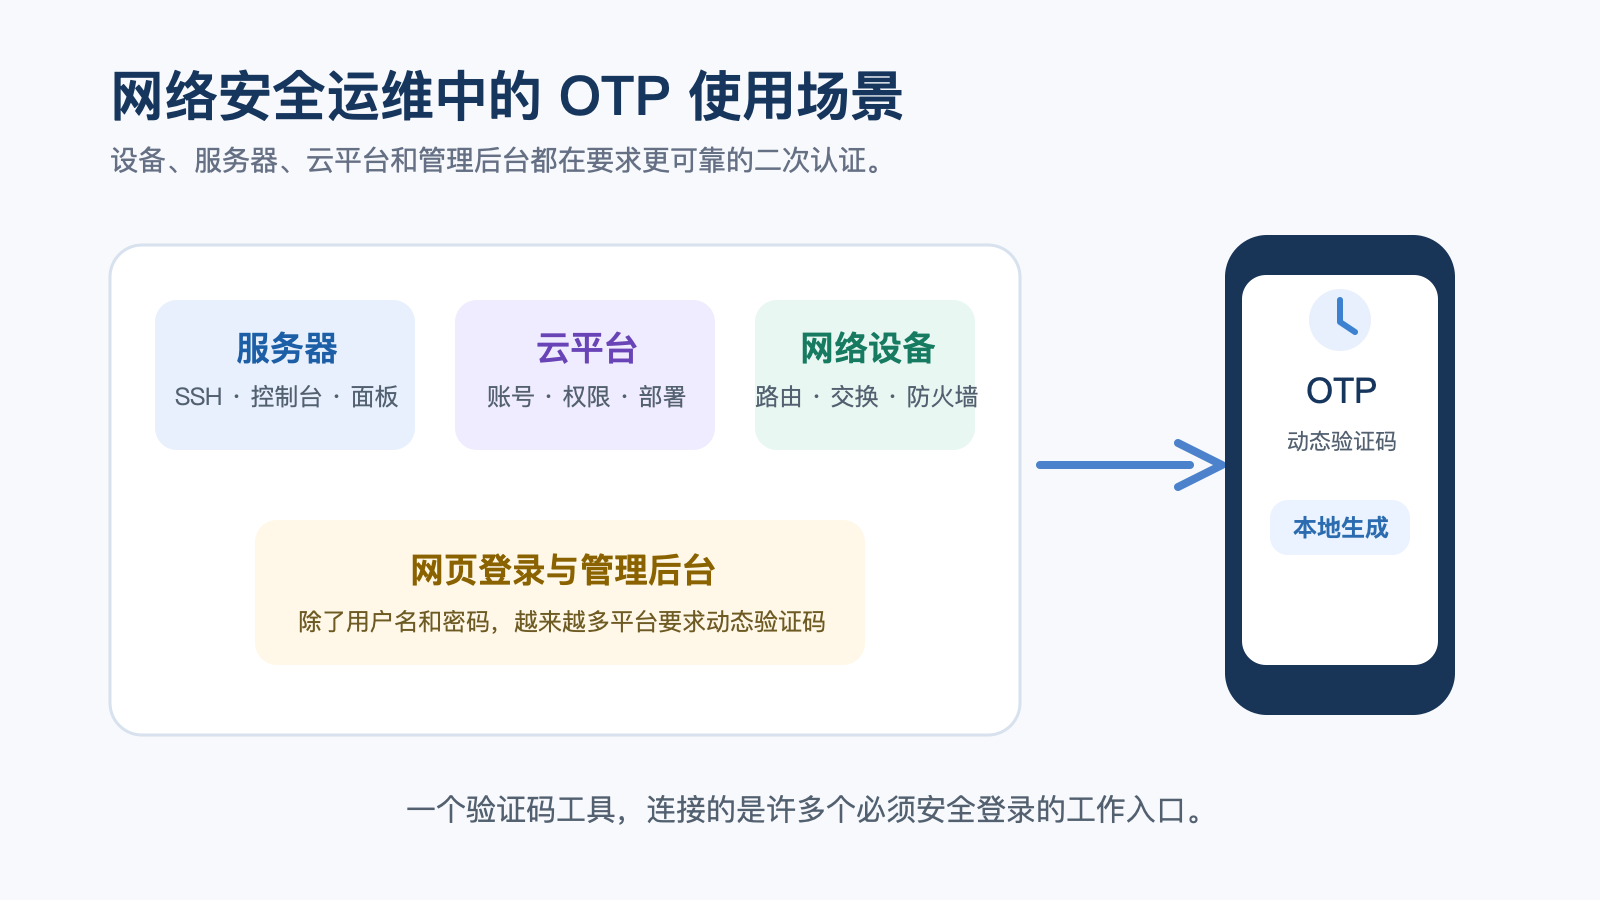 网络安全运维中的 OTP 使用场景
设备、服务器、云平台和管理后台都在要求更可靠的二次认证。
服务器
SSH · 控制台 · 面板
云平台
账号 · 权限 · 部署
网络设备
路由 · 交换 · 防火墙
网页登录与管理后台
除了用户名和密码，越来越多平台要求动态验证码
OTP
动态验证码
本地生成
一个验证码工具，连接的是许多个必须安全登录的工作入口。